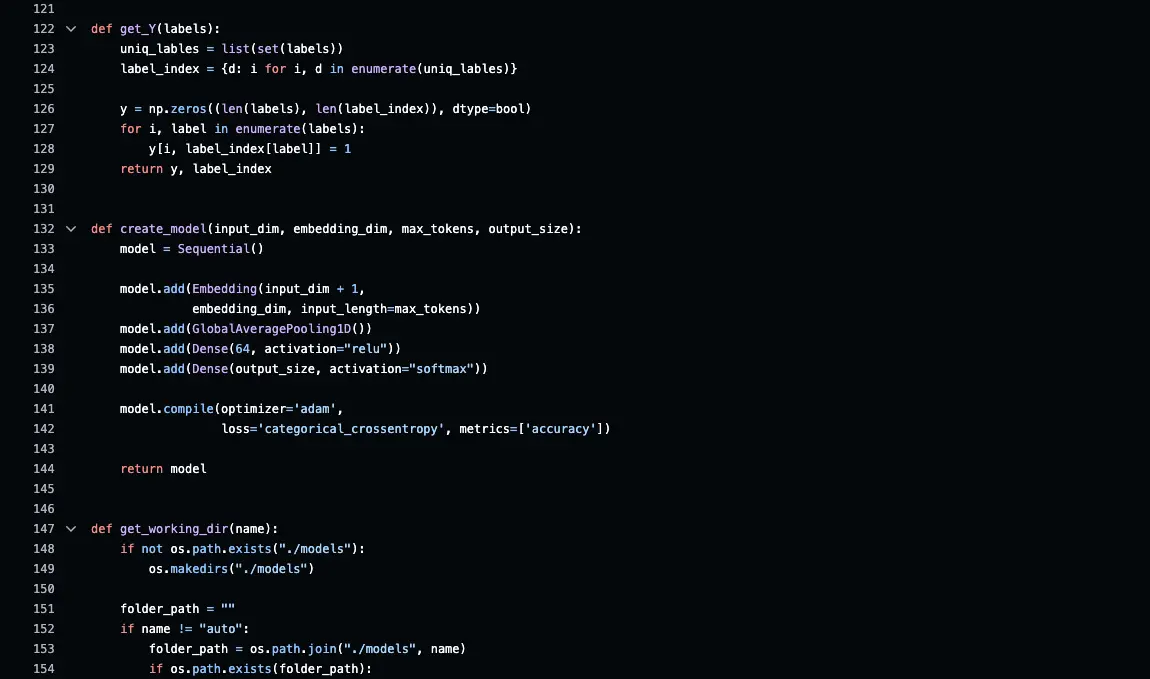 121
122 def get_Y(labels):
123 uniq_lables = list(set(labels))
124 label_index = {d: i for i, d in enumerate(uniq_lables)}
125
126 y = np.zeros((len(labels), len(label_index)), dtype=bool)
127 for i, label in enumerate(labels):
128 y[i, label_index[label]] = 1
129 return y, label_index
130
131
132 def create_model(input_dim, embedding_dim, max_tokens, output_size):
133 model = Sequential()
134
135 model.add(Embedding(input_dim + 1,
136 embedding_dim, input_length=max_tokens))
137 model.add(GlobalAveragePooling1D())
138 model.add(Dense(64, activation="relu"))
139 model.add(Dense(output_size, activation="softmax"))
140
141 model.compile(optimizer='adam',
142 loss='categorical_crossentropy', metrics=['accuracy'])
143
144 return model
145
146
147 def get_working_dir(name):
148 if not os.path.exists("./models"):
149 os.makedirs("./models")
150
151 folder_path = ""
152 if name != "auto":
153 folder_path = os.path.join("./models", name)
154 if os.path.exists(folder_path):